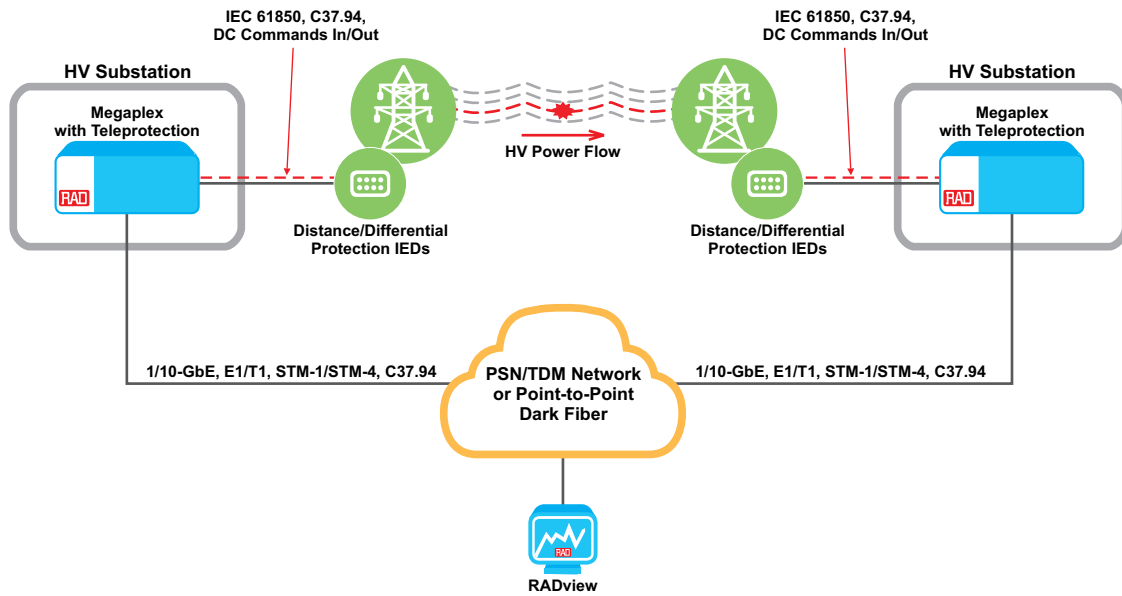 IEC 61850, C37.94,
DC Commands In/Out
IEC 61850, C37.94,
DC Commands In/Out
HV Substation
HV Substation
Megaplex
with Teleprotection
Megaplex
with Teleprotection
HV Power Flow
RAD
RAD
Distance/Differential
Protection IEDs
Distance/Differential
Protection IEDs
1/10-GbE, E1/T1, STM-1/STM-4, C37.94
PSN/TDM Network
or Point-to-Point
Dark Fiber
1/10-GbE, E1/T1, STM-1/STM-4, C37.94
RAD
RADview